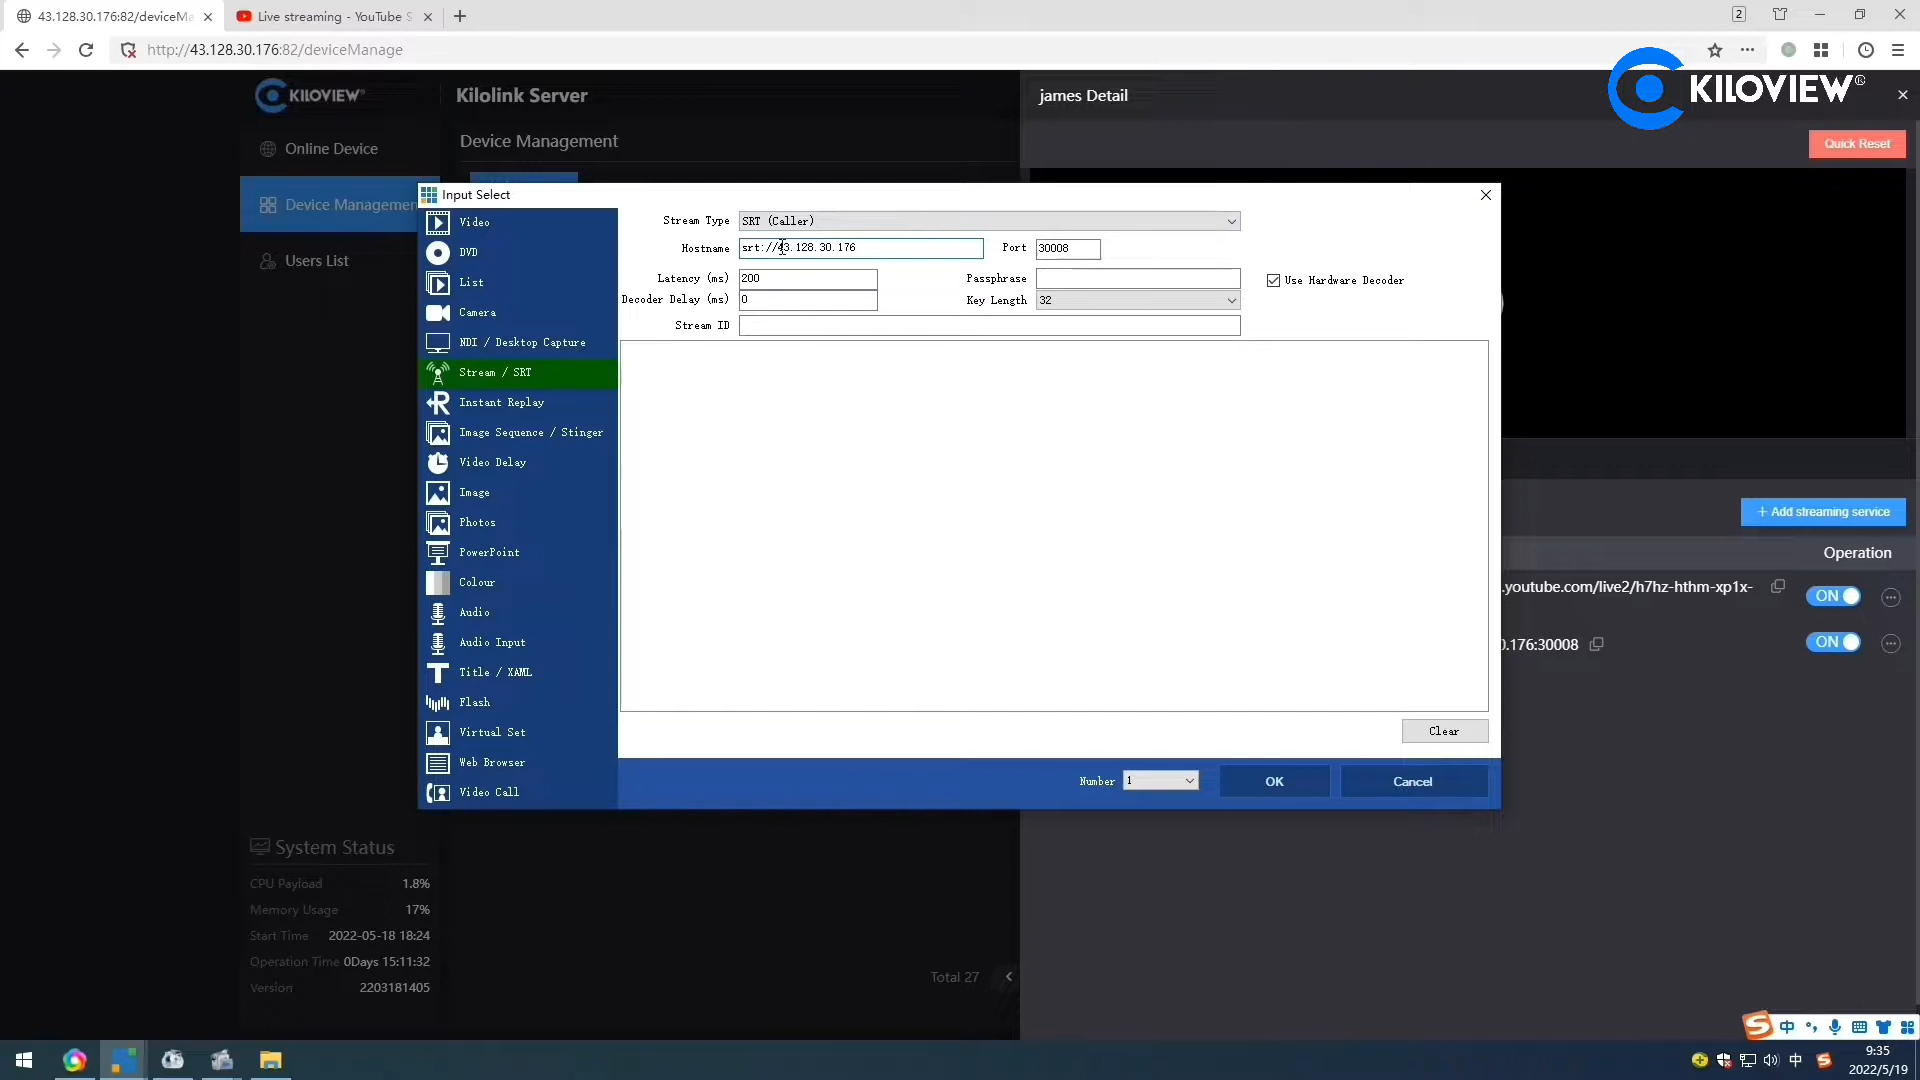 43.128.30.176:82/deviceMa
Live streaming - YouTube S
2
http://43.128.30.176:82/deviceManage
KILOVIEW
Kilolink Server
james Detail
KILOVIEW®
Online Device
Device Management
Quick Reset
Device Managemen
Users List
Input Select
Video
DVD
List
Camera
NDI / Desktop Capture
Stream / SRT
Instant Replay
Image Sequence / Stinger
Video Delay
Image
Photos
PowerPoint
Colour
Audio
Audio Input
Title / XAML
Flash
Virtual Set
Web Browser
Video Call
Stream Type SRT (Caller)
Hostname srt://43.128.30.176 Port 30008
Latency (ms) 200 Passphrase Use Hardware Decoder
Decoder Delay (ms) 0 Key Length 32
Stream ID
Clear
Number 1 OK Cancel
+ Add streaming service
Operation
.youtube.com/live2/h7hz-hthm-xp1x-
ON
0.176:30008
ON
System Status
CPU Payload 1.8%
Memory Usage 17%
Start Time 2022-05-18 18:24
Operation Time 0Days 15:11:32
Version 2203181405
Total 27
中
中
9:35
2022/5/19